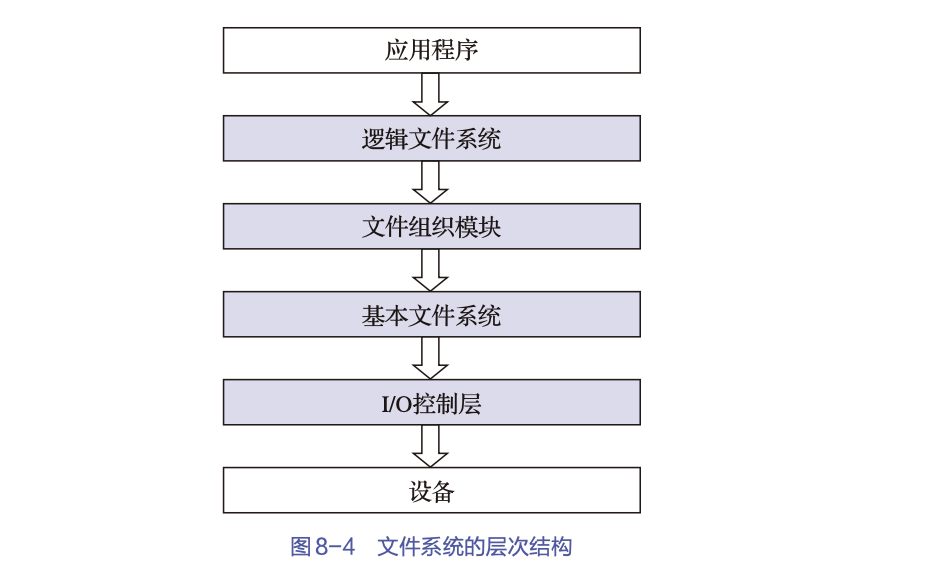 应用程序
逻辑文件系统
文件组织模块
基本文件系统
I/O控制层
设备
图 8-4 文件系统的层次结构